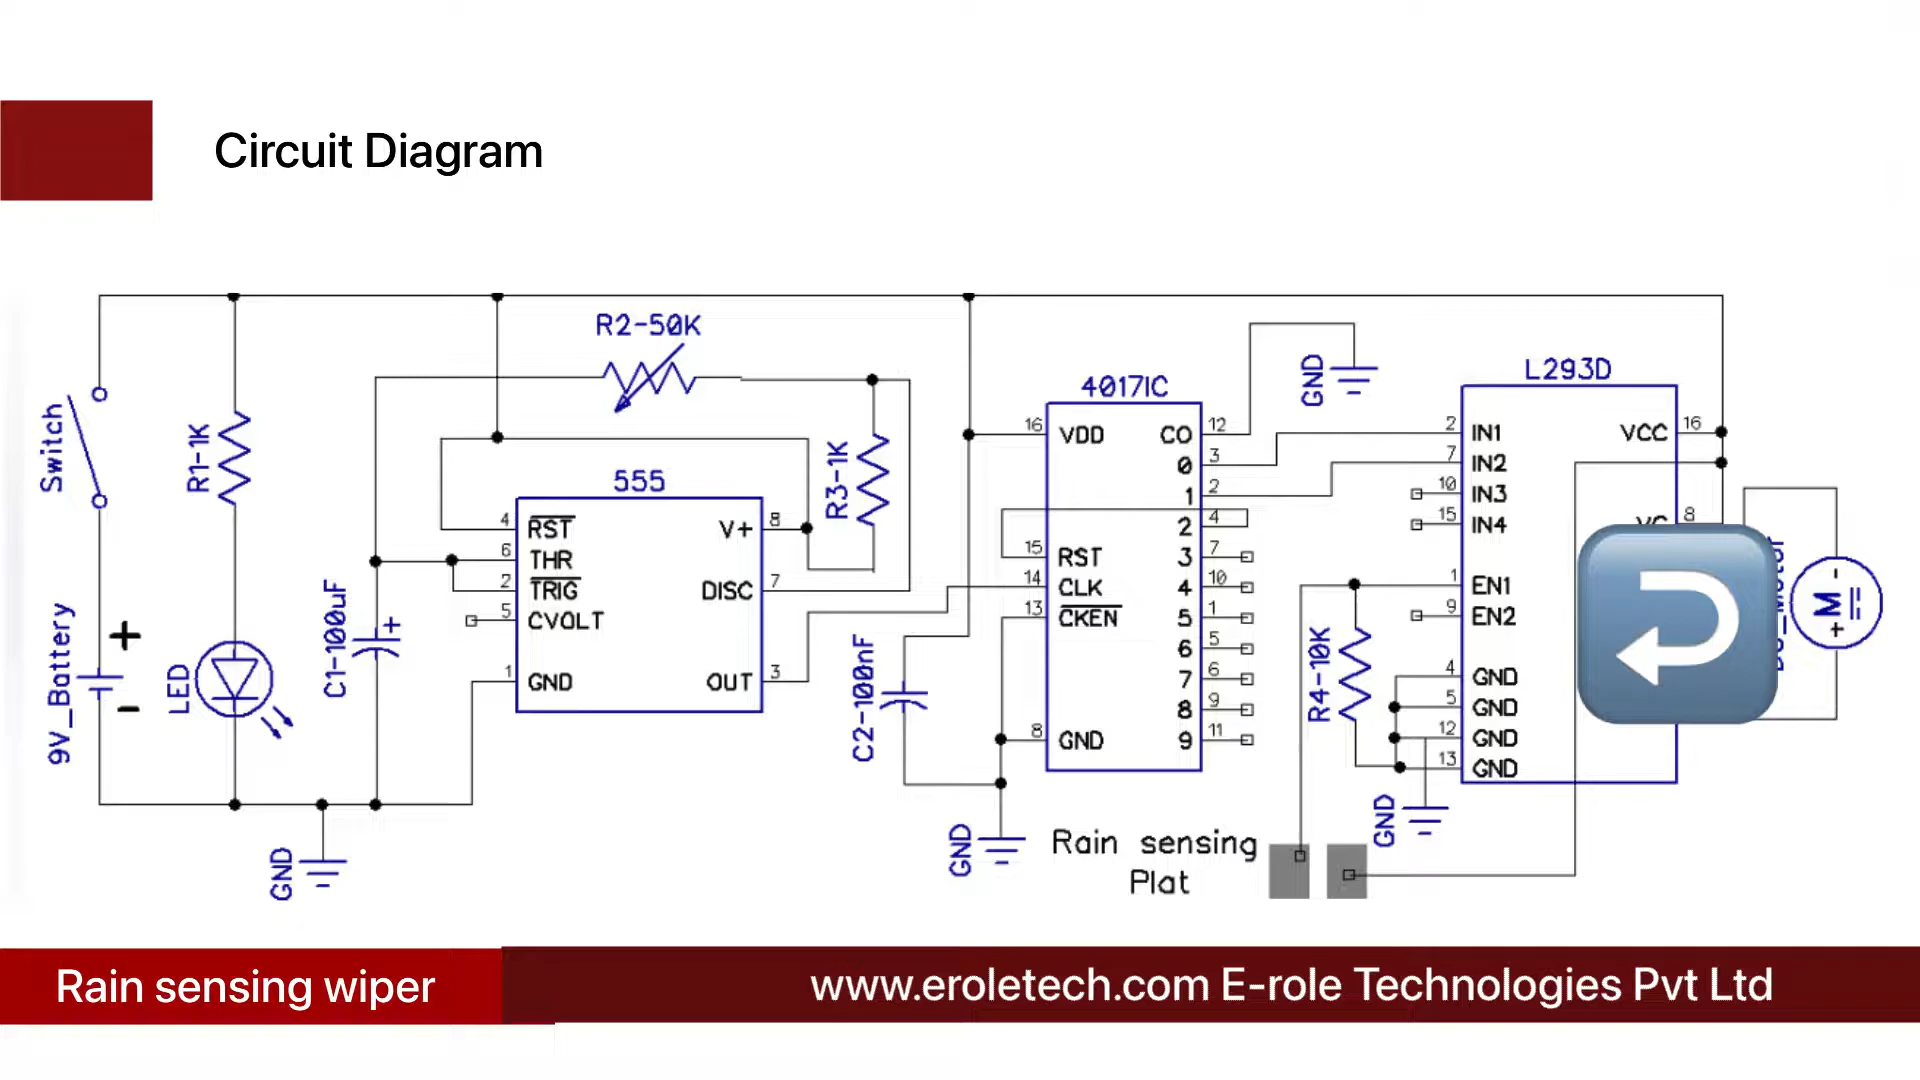 Circuit Diagram
R2-50K
GND
L293D
4017IC
Switch
R1-1K
R3-1K
555
4 RST
6 THR
2 TRIG
5 CVOLT
1 GND
V+ 8
DISC 7
OUT 3
16 VDD
15 RST
14 CLK
13 CKEN
8 GND
CO 12
0 3
1 2
2 4
3 7
4 10
5 1
6 5
7 6
8 9
9 11
2 IN1
7 IN2
10 IN3
15 IN4
1 EN1
9 EN2
4 GND
5 GND
12 GND
13 GND
VCC 16
8
- M +
9V_Battery
+
-
LED
C1-100uF
+
C2-100nF
R4-10K
GND
GND
GND
Rain sensing
Plat
Rain sensing wiper
www.eroletech.com E-role Technologies Pvt Ltd